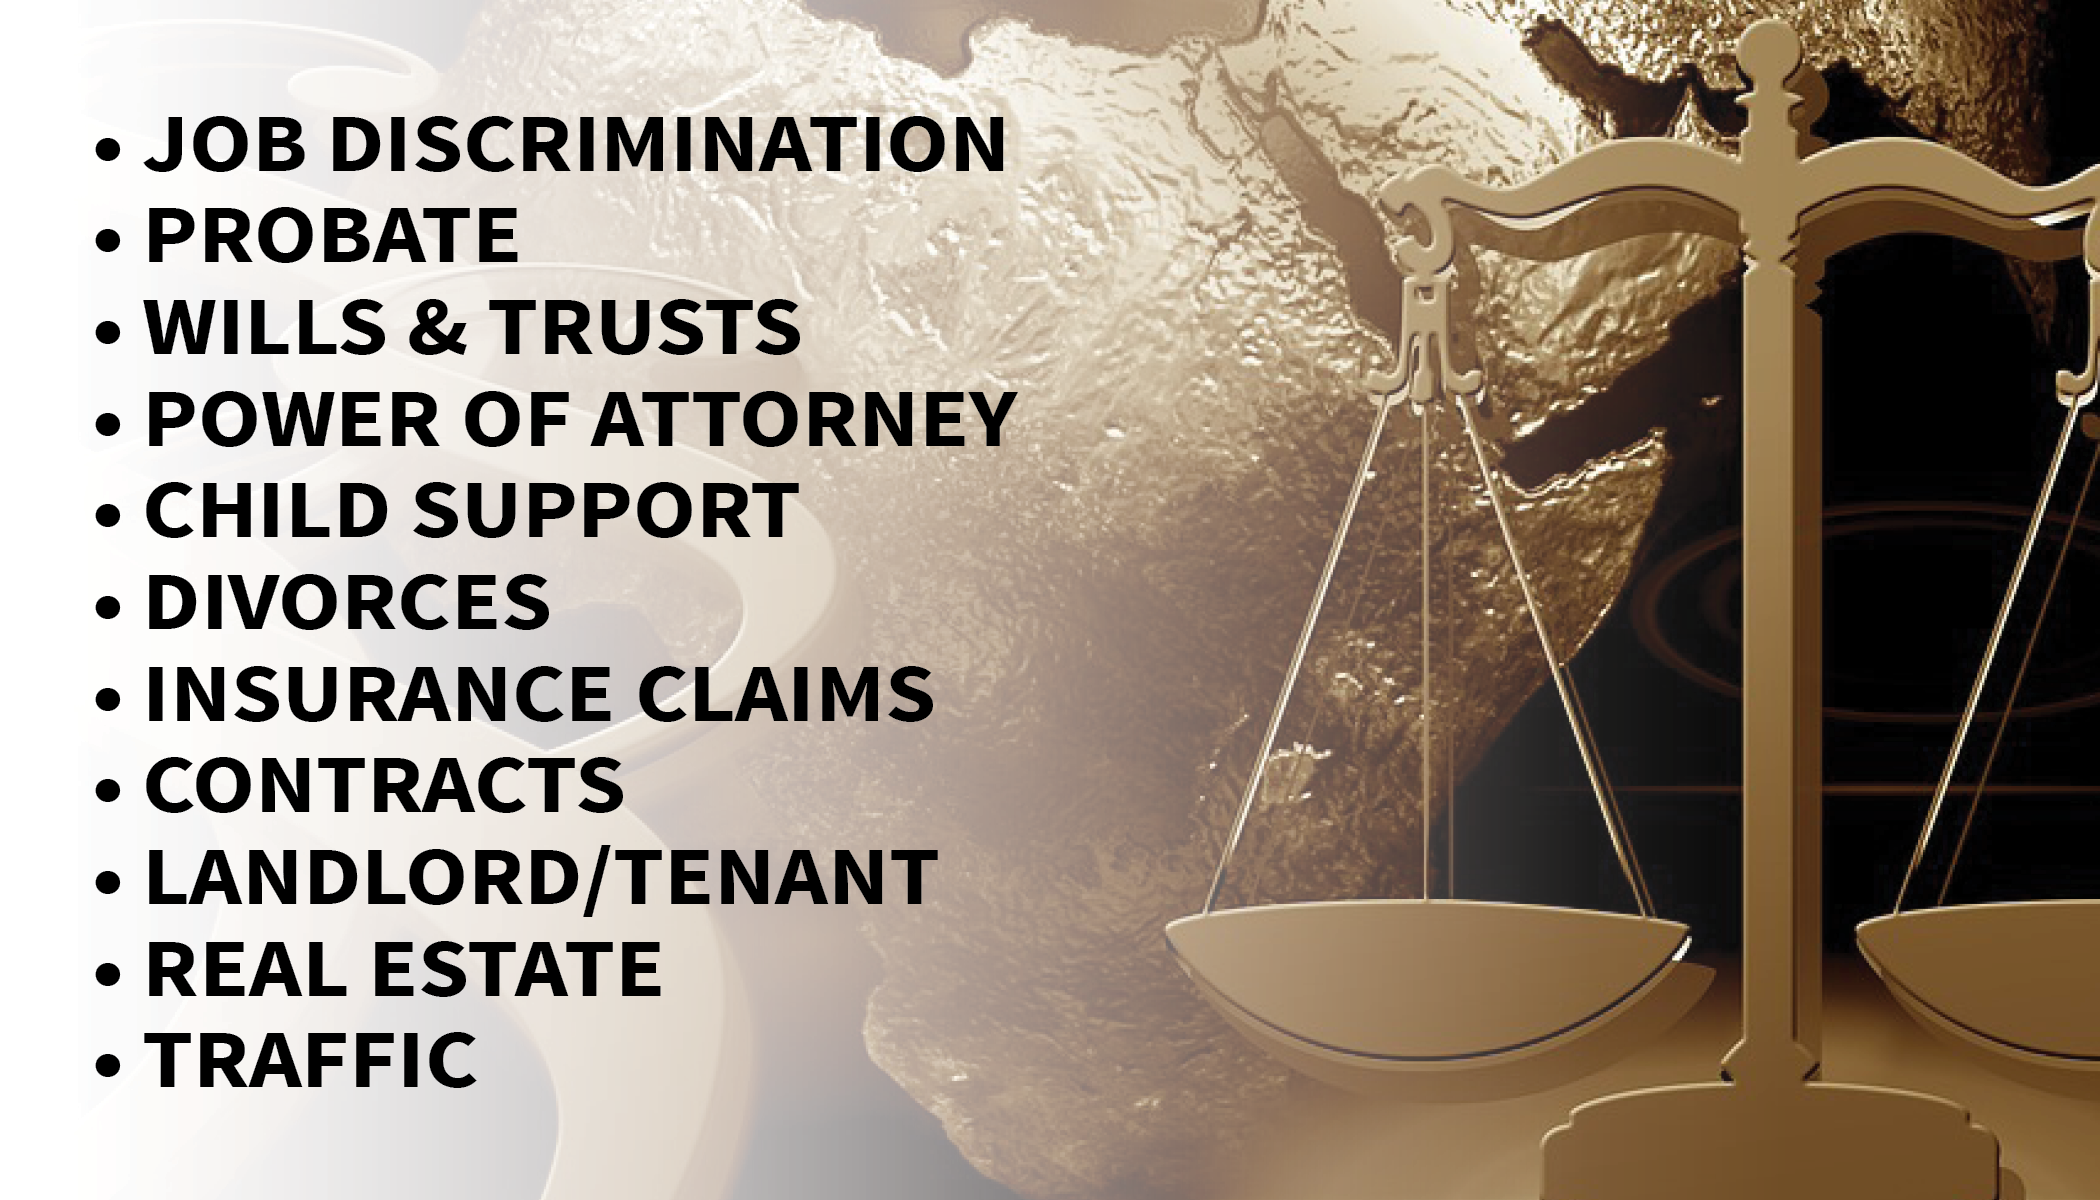 • JOB DISCRIMINATION
• PROBATE
• WILLS & TRUSTS
• POWER OF ATTORNEY
• CHILD SUPPORT
• DIVORCES
• INSURANCE CLAIMS
• CONTRACTS
• LANDLORD/TENANT
• REAL ESTATE
• TRAFFIC